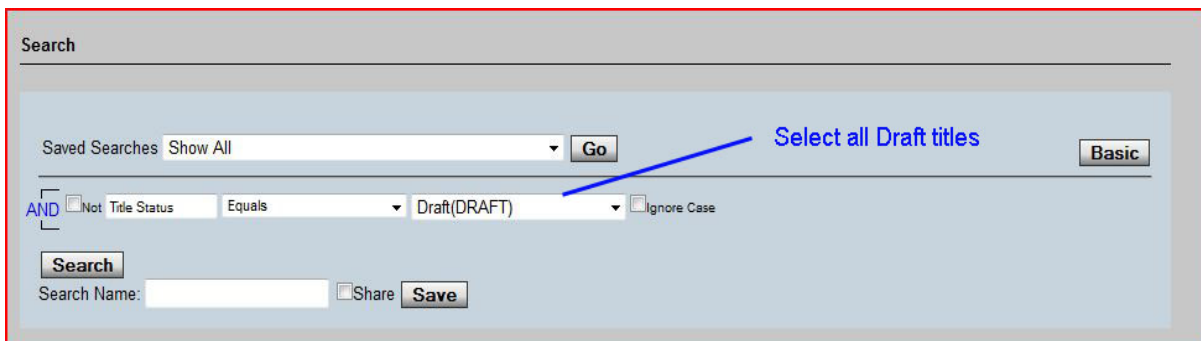 Search
Saved Searches Show All Go Select all Draft titles Basic
AND Not Title Status Equals Draft(DRAFT) Ignore Case
Search
Search Name: Share Save